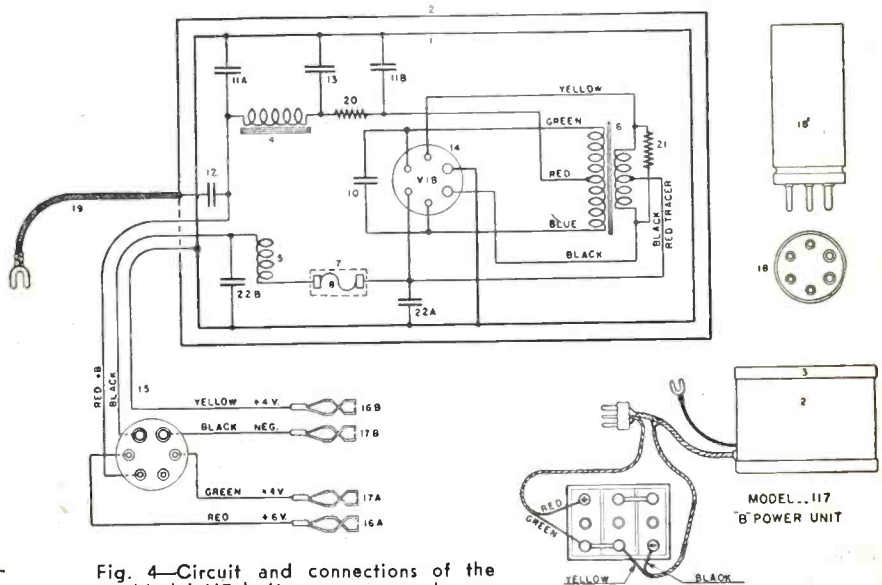 2
1
11A
13
11B
YELLOW
20
4
GREEN
6
14
18'
21
12
10
VIB
RED
19
BLUE
BLACK
RED TRACER
BLACK
18
5
7
8
22B
22A
RED +B
BLACK
15
3
2
YELLOW +4V. 16B
BLACK NEG. 17B
GREEN +4V 17A
RED +6V. 16A
MODEL..117
"B" POWER UNIT
RED
GREEN
YELLOW
BLACK
Fig. 4—Circuit and connections of the